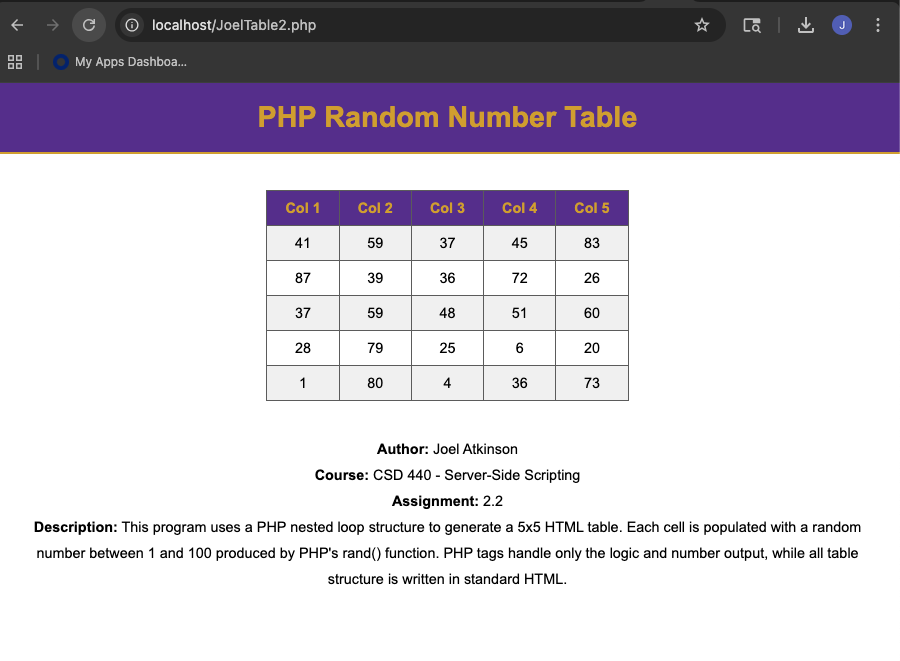 localhost/JoelTable2.php
J
My Apps Dashboa...
PHP Random Number Table
Col 1 Col 2 Col 3 Col 4 Col 5
41 59 37 45 83
87 39 36 72 26
37 59 48 51 60
28 79 25 6 20
1 80 4 36 73
Author: Joel Atkinson
Course: CSD 440 - Server-Side Scripting
Assignment: 2.2
Description: This program uses a PHP nested loop structure to generate a 5x5 HTML table. Each cell is populated with a random
number between 1 and 100 produced by PHP's rand() function. PHP tags handle only the logic and number output, while all table
structure is written in standard HTML.